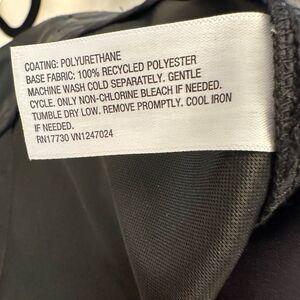 COATING: POLYURETHANE
BASE FABRIC: 100% RECYCLED POLYESTER
MACHINE WASH COLD SEPARATELY. GENTLE
CYCLE. ONLY NON-CHLORINE BLEACH IF NEEDED.
TUMBLE DRY LOW. REMOVE PROMPTLY. COOL IRON
IF NEEDED.
RN17730 VN1247024